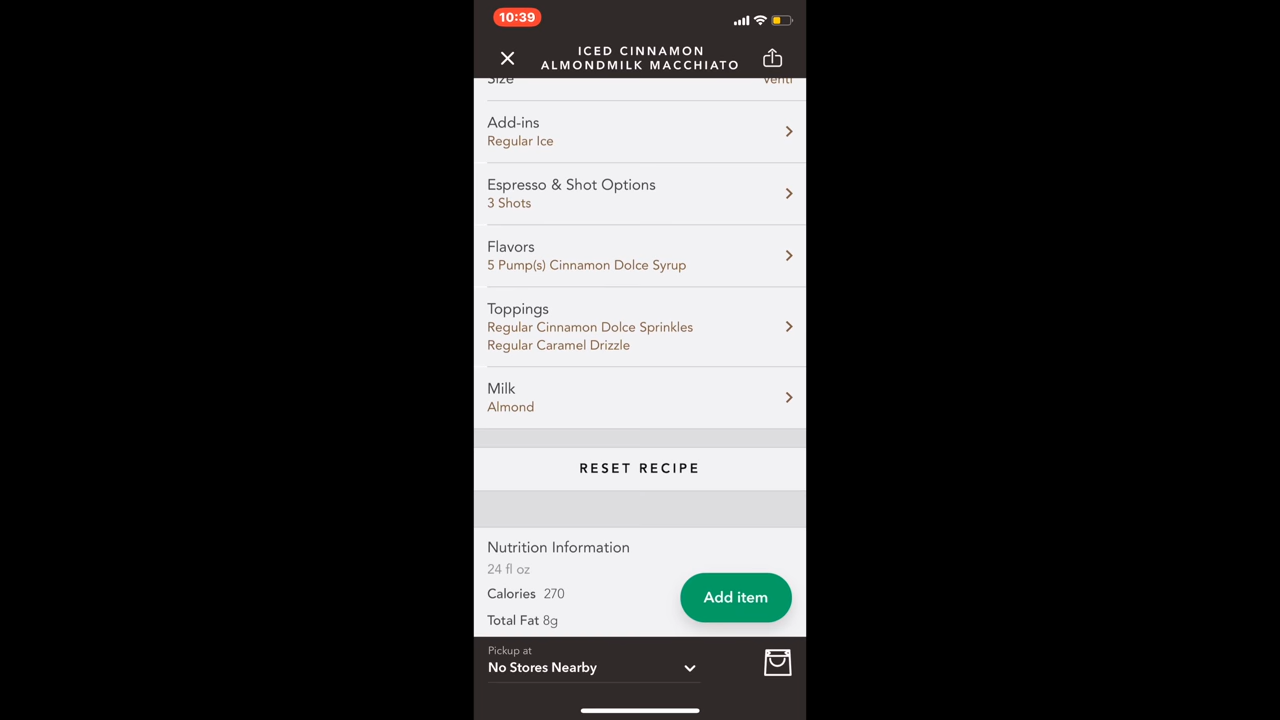 10:39
ICED CINNAMON
ALMONDMILK MACCHIATO
Size Venti
Add-ins
Regular Ice
Espresso & Shot Options
3 Shots
Flavors
5 Pump(s) Cinnamon Dolce Syrup
Toppings
Regular Cinnamon Dolce Sprinkles
Regular Caramel Drizzle
Milk
Almond
RESET RECIPE
Nutrition Information
24 fl oz
Calories 270
Add item
Total Fat 8g
Pickup at
No Stores Nearby